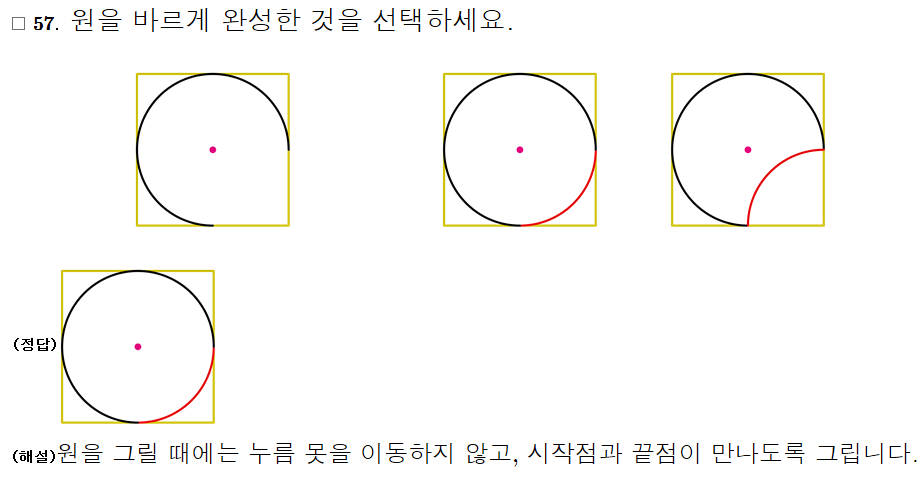 □ 57. 원을 바르게 완성한 것을 선택하세요.
(정답)
(해설)원을 그릴 때에는 누름 못을 이동하지 않고, 시작점과 끝점이 만나도록 그립니다.